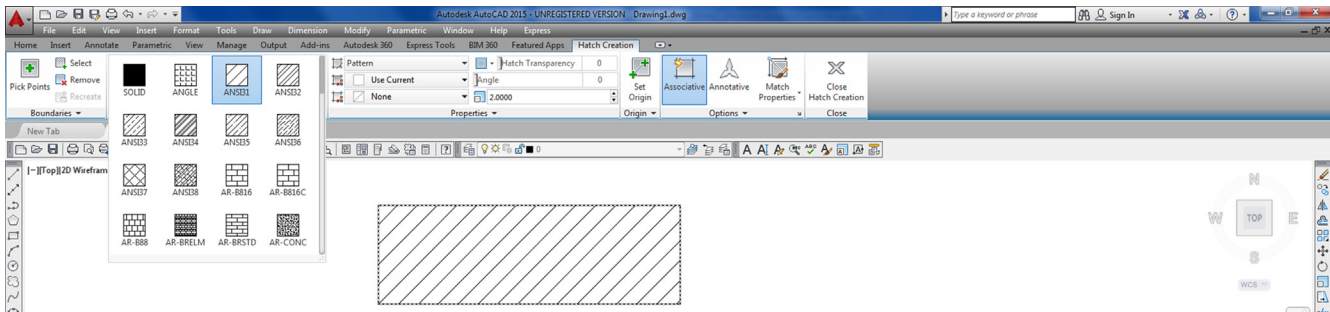 Autodesk AutoCAD 2015 - UNREGISTERED VERSION Drawing1.dwg
Type a keyword or phrase
Sign In
File Edit View Insert Format Tools Draw Dimension Modify Parametric Window Help Express
Home Insert Annotate Parametric View Manage Output Add-ins Autodesk 360 Express Tools BIM 360 Featured Apps Hatch Creation
Pick Points
Select
Remove
Recreate
Boundaries
SOLID ANGLE ANSI31 ANSI32
ANSI33 ANSI34 ANSI35 ANSI36
ANSI37 ANSI38 AR-B816 AR-B816C
AR-B88 AR-BRELM AR-BRSTD AR-CONC
Pattern
Use Current
None
Hatch Transparency 0
Angle 0
2.0000
Properties
Set
Origin
Origin
Associative Annotative
Match
Properties
Options
Close
Hatch Creation
Close
New Tab
0
[-][Top][2D Wirefram
N
W TOP E
S
WCS